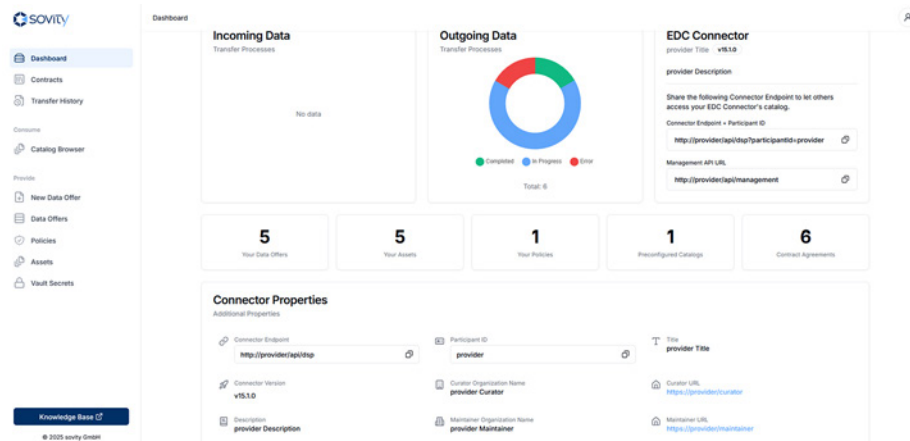 sovity
Dashboard
Dashboard
Contracts
Transfer History
Consume
Catalog Browser
Provide
New Data Offer
Data Offers
Policies
Assets
Vault Secrets
Knowledge Base
© 2025 sovity GmbH
Incoming Data
Transfer Processes
No data
Outgoing Data
Transfer Processes
Completed In Progress Error
Total: 6
EDC Connector
provider Title v15.1.0
provider Description
Share the following Connector Endpoint to let others
access your EDC Connector's catalog.
Connector Endpoint + Participant ID
http://provider/api/dsp?participantId=provider
Management API URL
http://provider/api/management
5
Your Data Offers
5
Your Assets
1
Your Policies
1
Preconfigured Catalogs
6
Contract Agreements
Connector Properties
Additional Properties
Connector Endpoint
http://provider/api/dsp
Participant ID
provider
Title
provider Title
Connector Version
v15.1.0
Curator Organization Name
provider Curator
Curator URL
https://provider/curator
Description
provider Description
Maintainer Organization Name
provider Maintainer
Maintainer URL
https://provider/maintainer